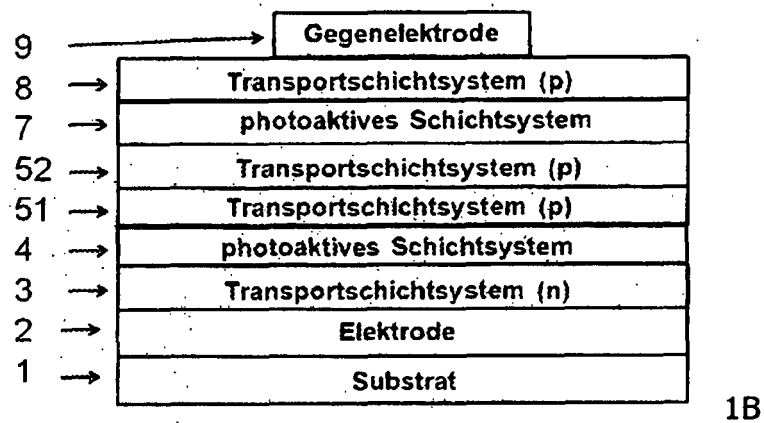 9 Gegenelektrode
8 Transportschichtsystem (p)
7 photoaktives Schichtsystem
52 Transportschichtsystem (p)
51 Transportschichtsystem (p)
4 photoaktives Schichtsystem
3 Transportschichtsystem (n)
2 Elektrode
1 Substrat
1B